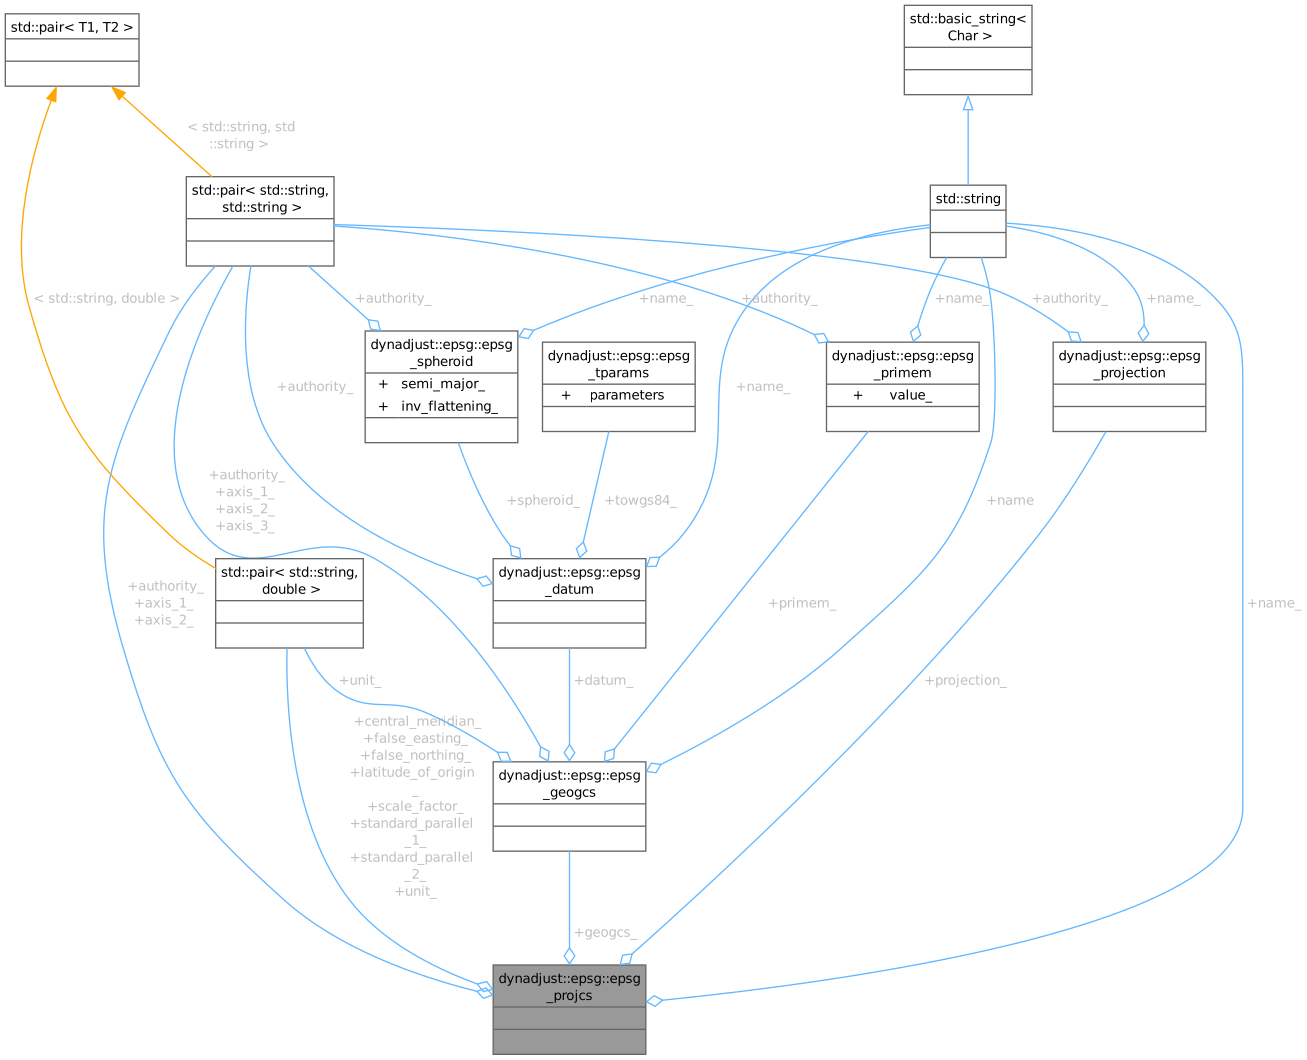 std::basic_string<
Char >
std::pair< T1, T2 >
< std::string, std
::string >
std::pair< std::string,
std::string >
std::string
< std::string, double >
+authority_
+name_
+authority_
+name_
+authority_
+name_
dynadjust::epsg::epsg
_spheroid
+ semi_major_
+ inv_flattening_
dynadjust::epsg::epsg
_tparams
+ parameters
dynadjust::epsg::epsg
_primem
+ value_
dynadjust::epsg::epsg
_projection
+authority_
+name_
+authority_
+axis_1_
+axis_2_
+axis_3_
+spheroid_
+towgs84_
+name
std::pair< std::string,
double >
dynadjust::epsg::epsg
_datum
+authority_
+axis_1_
+axis_2_
+primem_
+name_
+unit_
+datum_
+projection_
+central_meridian_
+false_easting_
+false_northing_
+latitude_of_origin
_
+scale_factor_
+standard_parallel
_1_
+standard_parallel
_2_
+unit_
dynadjust::epsg::epsg
_geogcs
+geogcs_
dynadjust::epsg::epsg
_projcs